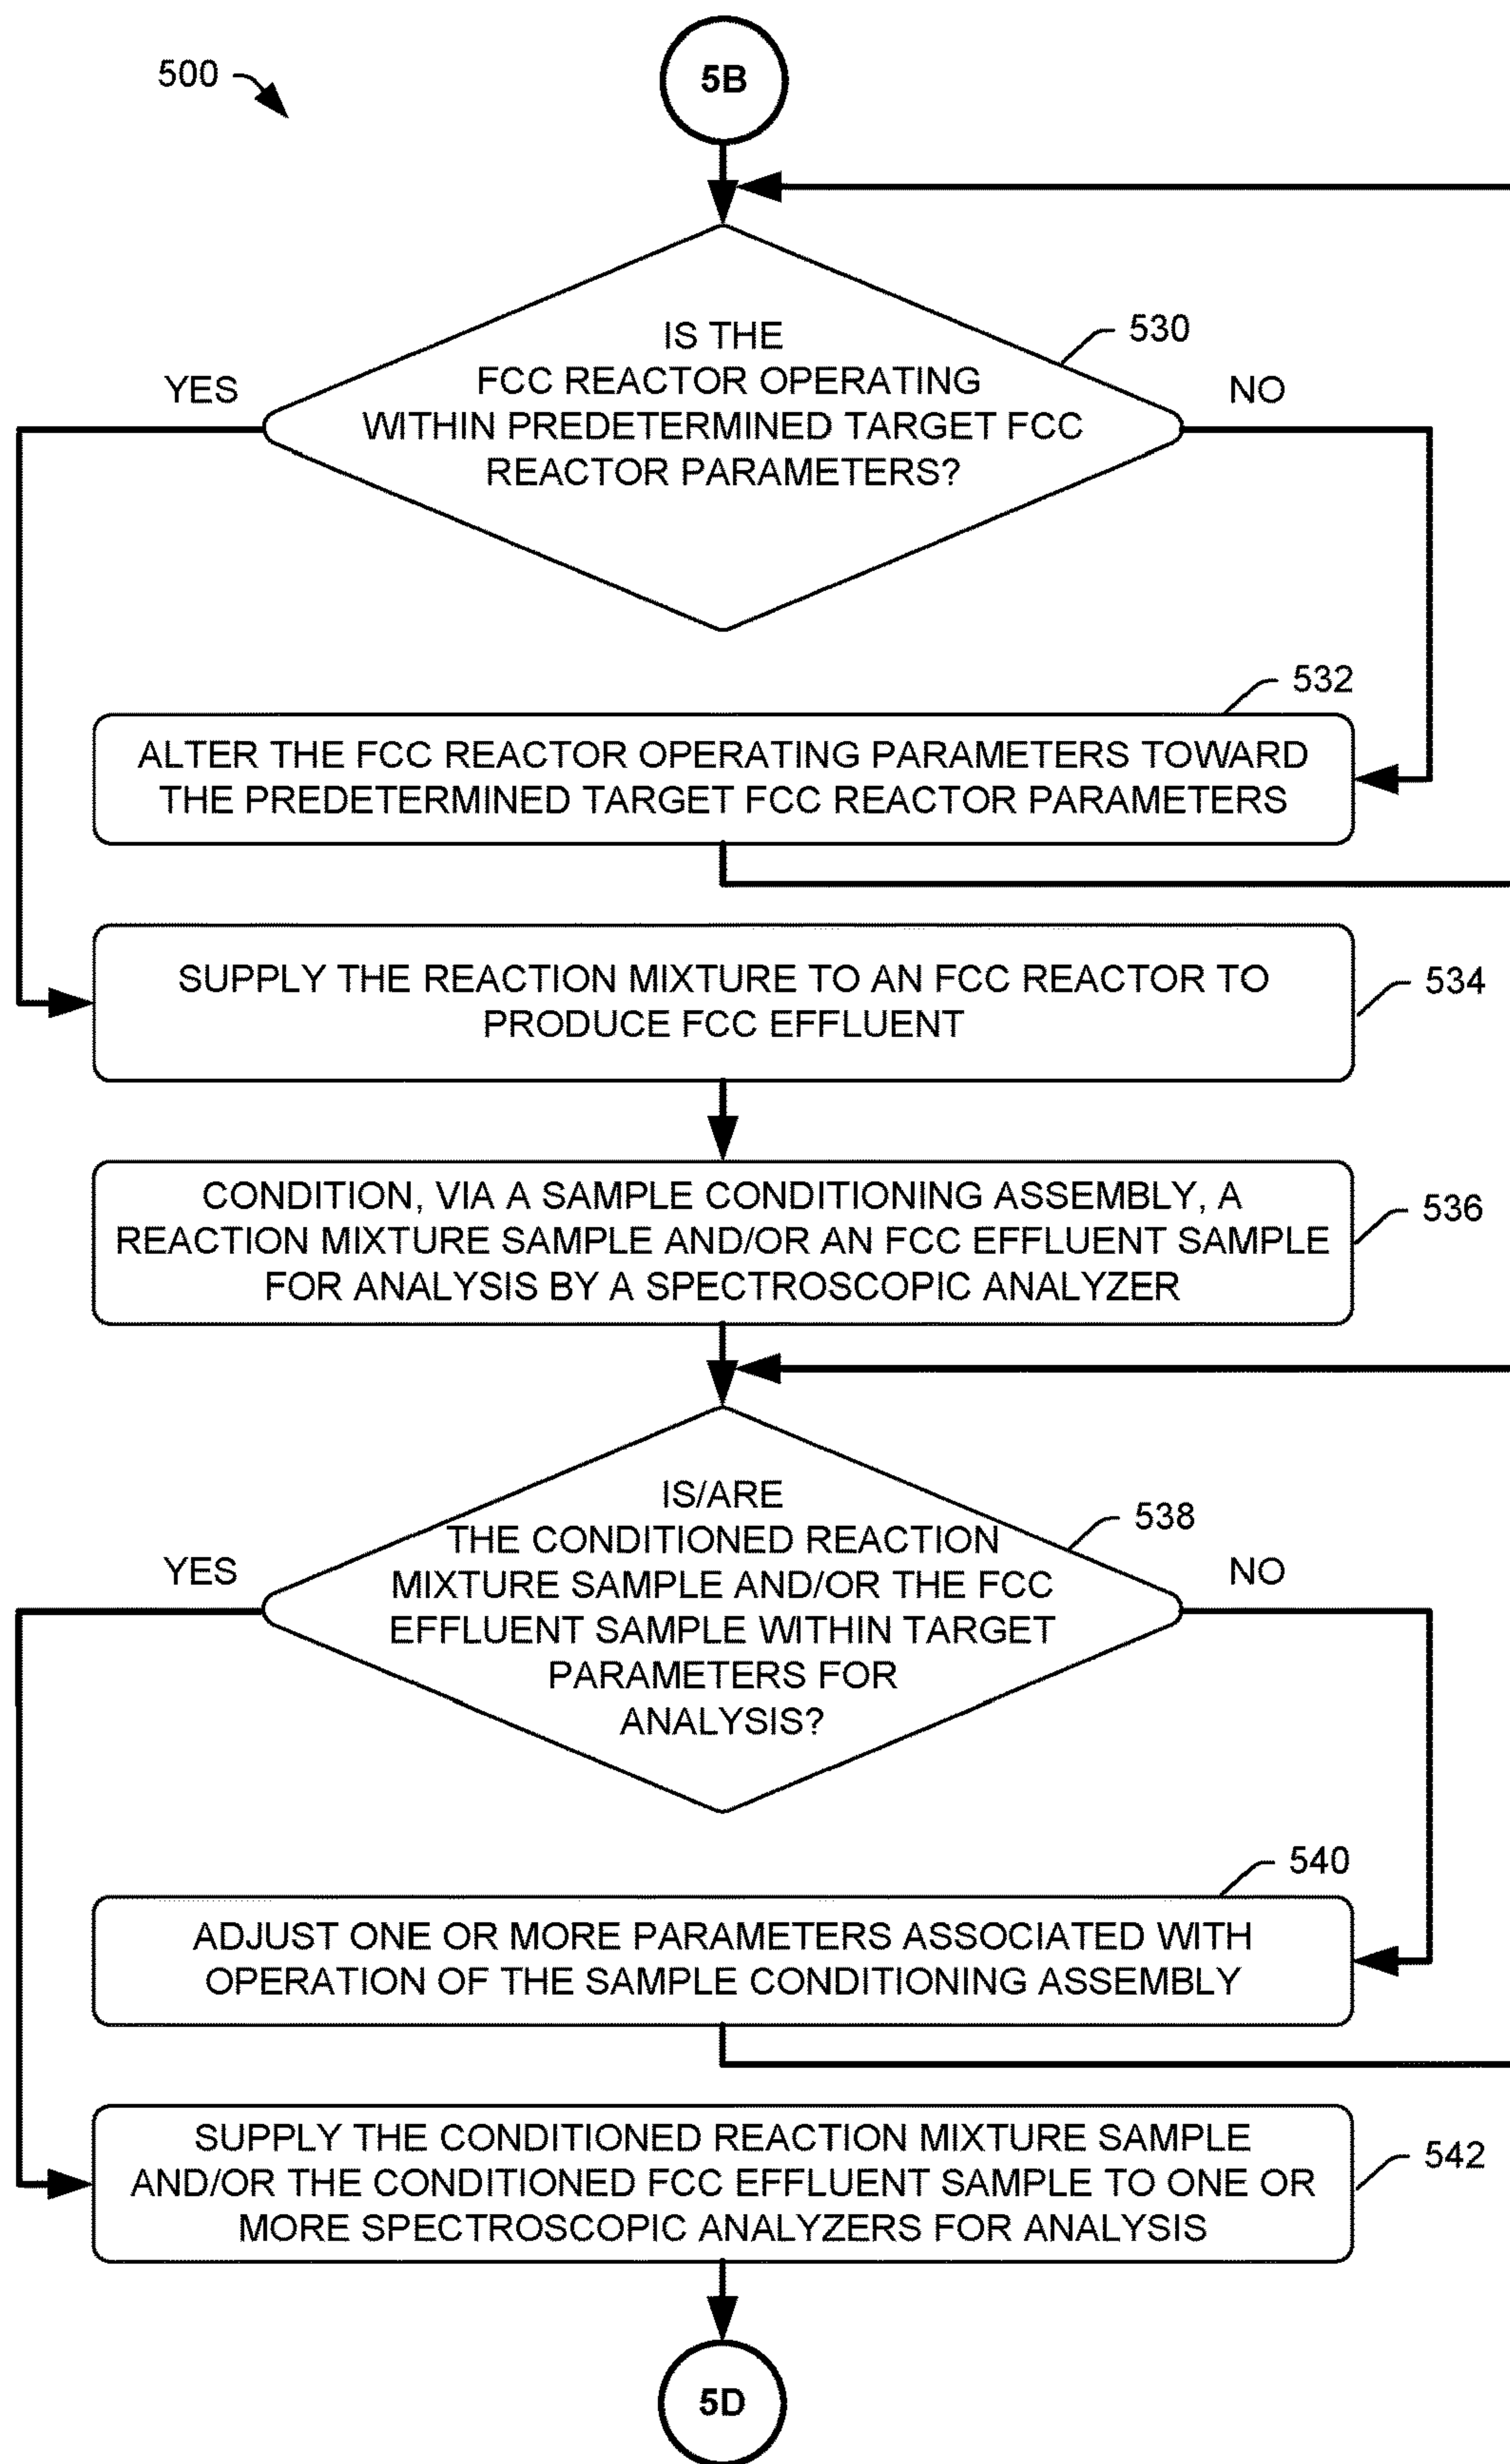 500
5B
IS THE
FCC REACTOR OPERATING
WITHIN PREDETERMINED TARGET FCC
REACTOR PARAMETERS?
530
YES
NO
532
ALTER THE FCC REACTOR OPERATING PARAMETERS TOWARD
THE PREDETERMINED TARGET FCC REACTOR PARAMETERS
SUPPLY THE REACTION MIXTURE TO AN FCC REACTOR TO
PRODUCE FCC EFFLUENT
534
CONDITION, VIA A SAMPLE CONDITIONING ASSEMBLY, A
REACTION MIXTURE SAMPLE AND/OR AN FCC EFFLUENT SAMPLE
FOR ANALYSIS BY A SPECTROSCOPIC ANALYZER
536
IS/ARE
THE CONDITIONED REACTION
MIXTURE SAMPLE AND/OR THE FCC
EFFLUENT SAMPLE WITHIN TARGET
PARAMETERS FOR
ANALYSIS?
538
YES
NO
540
ADJUST ONE OR MORE PARAMETERS ASSOCIATED WITH
OPERATION OF THE SAMPLE CONDITIONING ASSEMBLY
SUPPLY THE CONDITIONED REACTION MIXTURE SAMPLE
AND/OR THE CONDITIONED FCC EFFLUENT SAMPLE TO ONE OR
MORE SPECTROSCOPIC ANALYZERS FOR ANALYSIS
542
5D